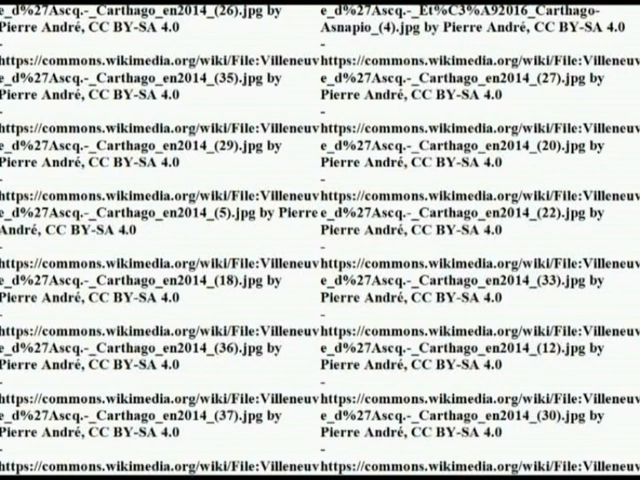 e_d%27Ascq.-_Carthago_en2014_(26).jpg by
Pierre André, CC BY-SA 4.0
-
https://commons.wikimedia.org/wiki/File:Villeneuv
e_d%27Ascq.-_Carthago_en2014_(35).jpg by
Pierre André, CC BY-SA 4.0
-
https://commons.wikimedia.org/wiki/File:Villeneuv
e_d%27Ascq.-_Carthago_en2014_(29).jpg by
Pierre André, CC BY-SA 4.0
-
https://commons.wikimedia.org/wiki/File:Villeneuv
e_d%27Ascq.-_Carthago_en2014_(5).jpg by Pierre
André, CC BY-SA 4.0
-
https://commons.wikimedia.org/wiki/File:Villeneuv
e_d%27Ascq.-_Carthago_en2014_(18).jpg by
Pierre André, CC BY-SA 4.0
-
https://commons.wikimedia.org/wiki/File:Villeneuv
e_d%27Ascq.-_Carthago_en2014_(36).jpg by
Pierre André, CC BY-SA 4.0
-
https://commons.wikimedia.org/wiki/File:Villeneuv
e_d%27Ascq.-_Carthago_en2014_(37).jpg by
Pierre André, CC BY-SA 4.0
-
https://commons.wikimedia.org/wiki/File:Villeneuv
e_d%27Ascq.-_Et%C3%A92016_Carthago-
Asnapio_(4).jpg by Pierre André, CC BY-SA 4.0
-
https://commons.wikimedia.org/wiki/File:Villeneuv
e_d%27Ascq.-_Carthago_en2014_(27).jpg by
Pierre André, CC BY-SA 4.0
-
https://commons.wikimedia.org/wiki/File:Villeneuv
e_d%27Ascq.-_Carthago_en2014_(20).jpg by
Pierre André, CC BY-SA 4.0
-
https://commons.wikimedia.org/wiki/File:Villeneuv
e_d%27Ascq.-_Carthago_en2014_(22).jpg by
Pierre André, CC BY-SA 4.0
-
https://commons.wikimedia.org/wiki/File:Villeneuv
e_d%27Ascq.-_Carthago_en2014_(33).jpg by
Pierre André, CC BY-SA 4.0
-
https://commons.wikimedia.org/wiki/File:Villeneuv
e_d%27Ascq.-_Carthago_en2014_(12).jpg by
Pierre André, CC BY-SA 4.0
-
https://commons.wikimedia.org/wiki/File:Villeneuv
e_d%27Ascq.-_Carthago_en2014_(30).jpg by
Pierre André, CC BY-SA 4.0
-
https://commons.wikimedia.org/wiki/File:Villeneuv